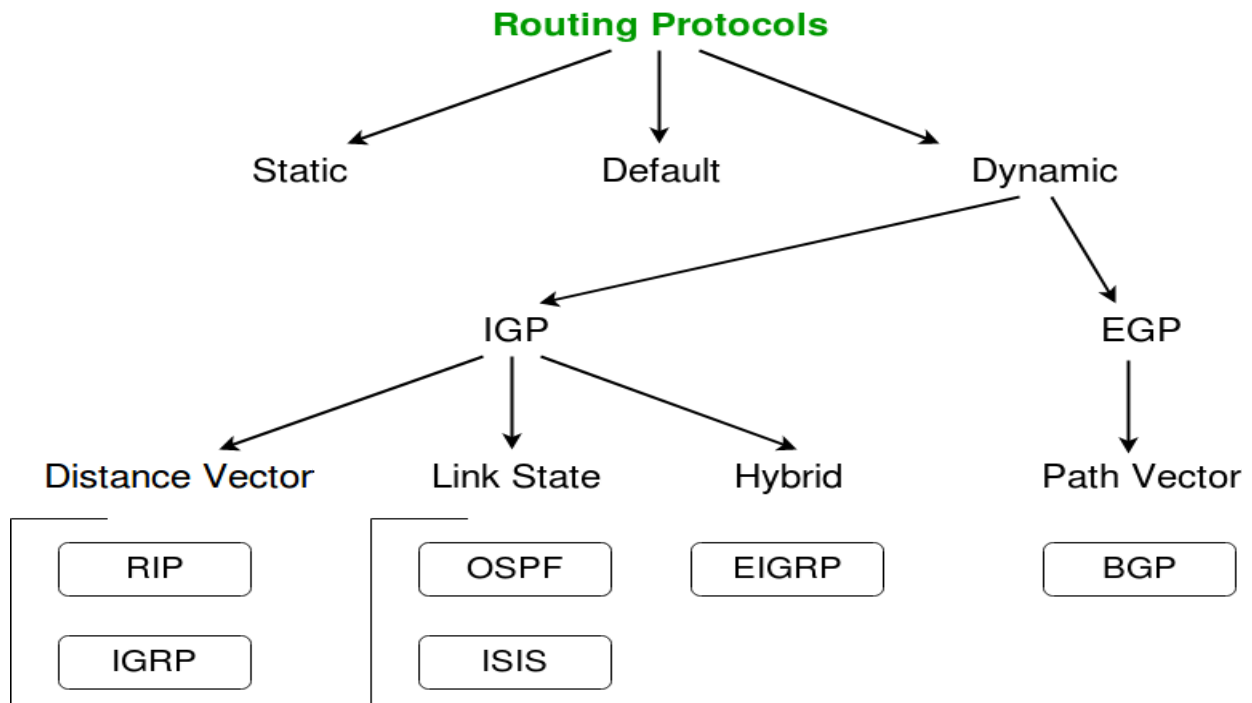 Routing Protocols
Static Default Dynamic
IGP EGP
Distance Vector Link State Hybrid Path Vector
RIP OSPF EIGRP BGP
IGRP ISIS